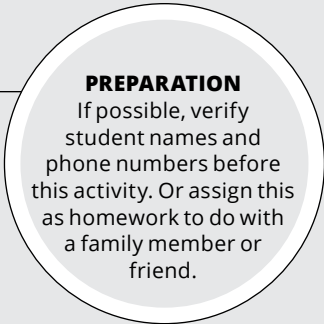 PREPARATION
If possible, verify
student names and
phone numbers before
this activity. Or assign this
as homework to do with
a family member or
friend.